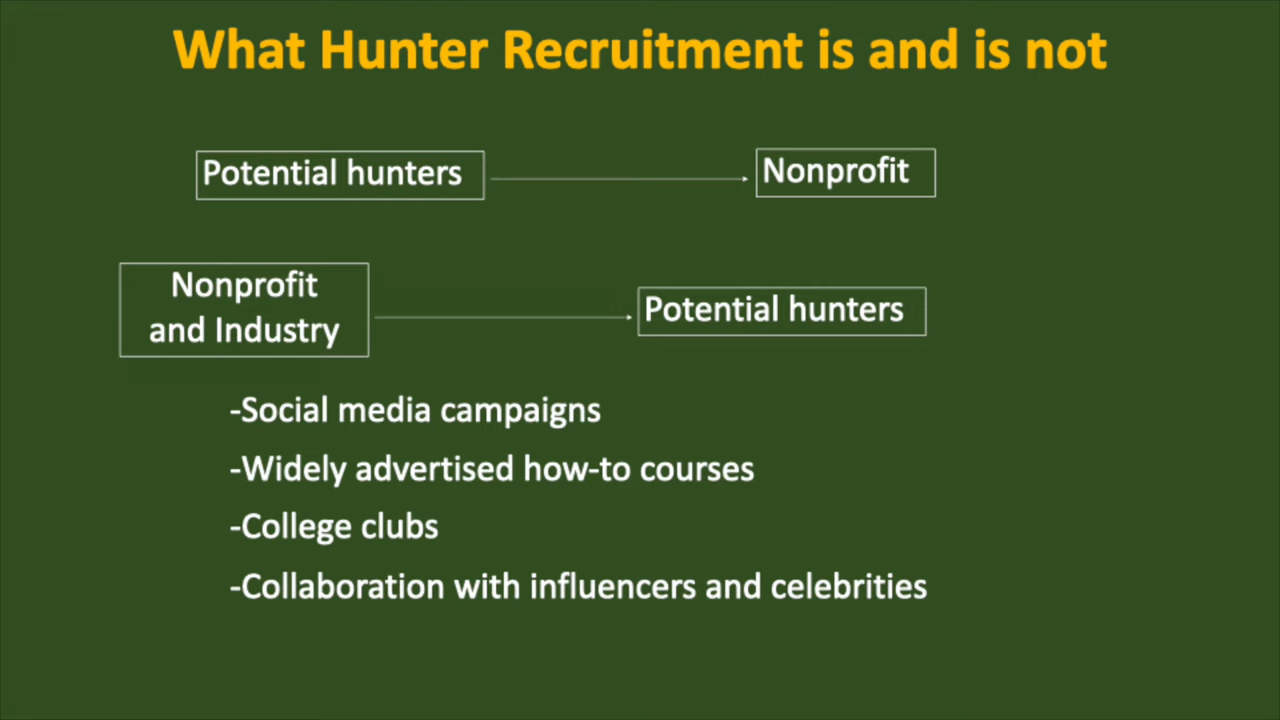 What Hunter Recruitment is and is not
Potential hunters
Nonprofit
Nonprofit
and Industry
Potential hunters
-Social media campaigns
-Widely advertised how-to courses
-College clubs
-Collaboration with influencers and celebrities